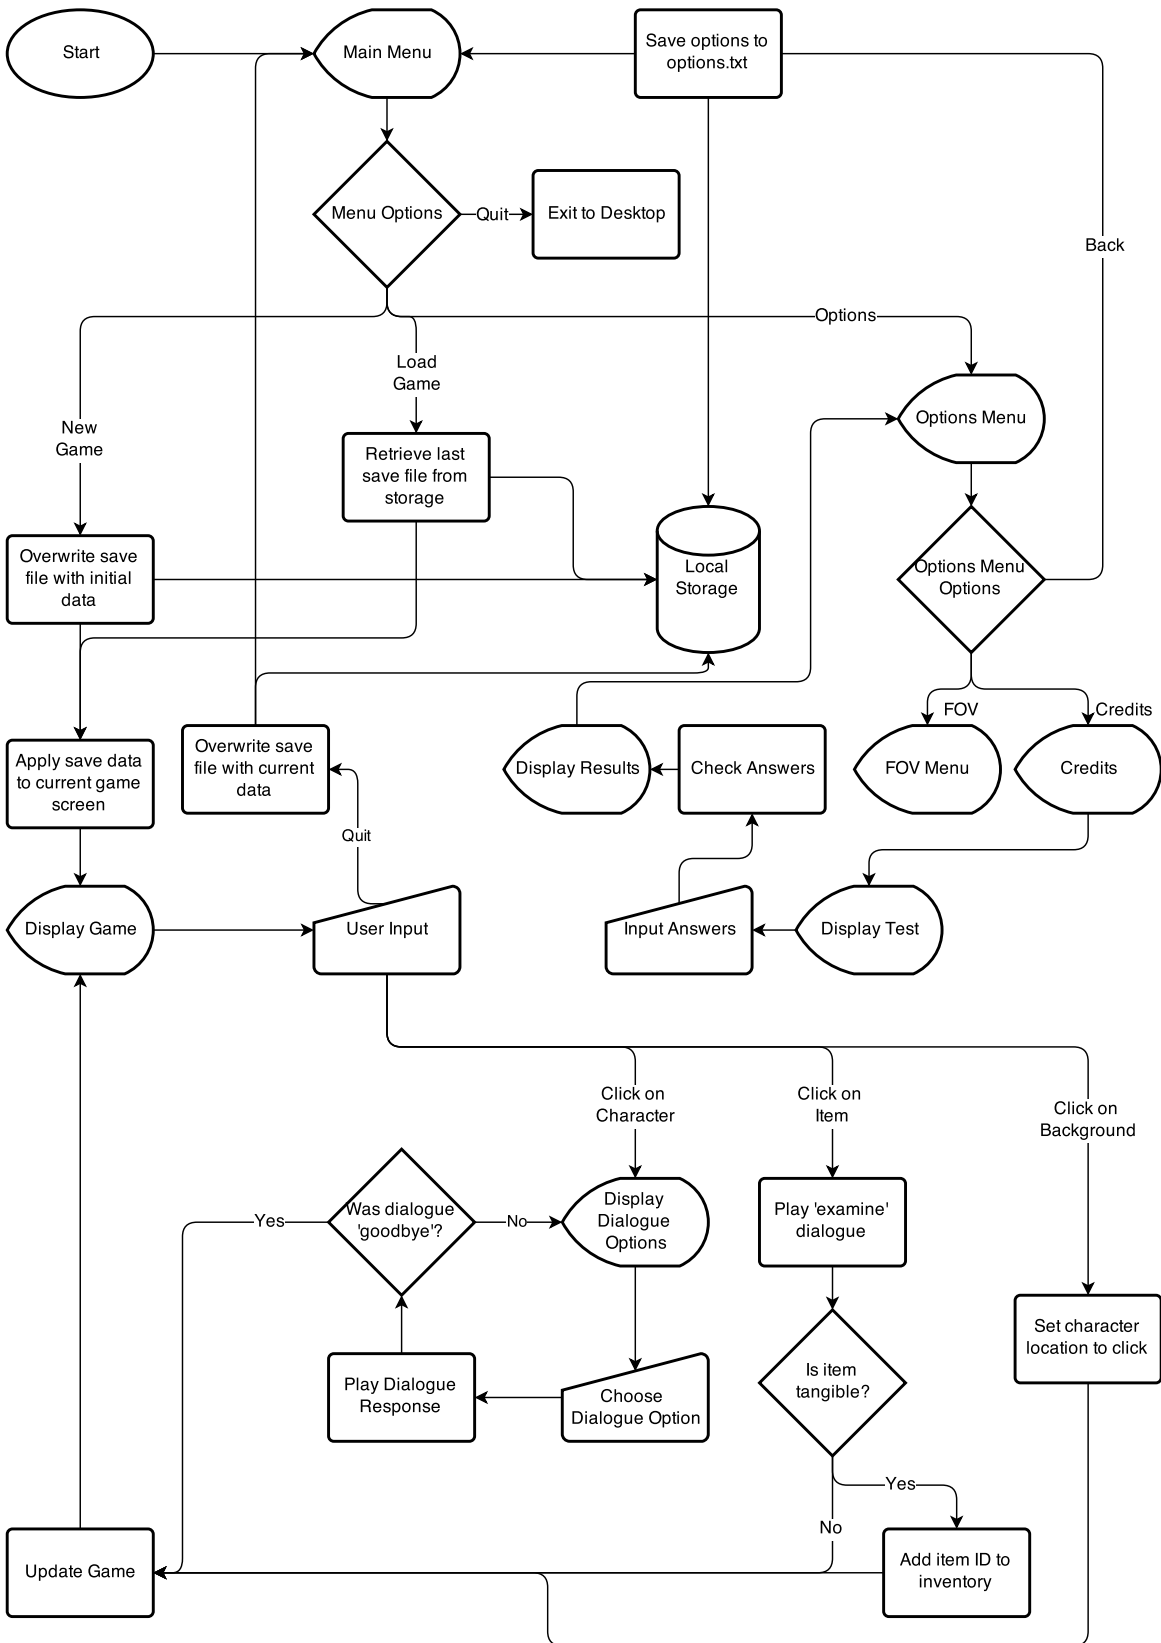 Start
Main Menu
Save options to
options.txt
Menu Options
Quit
Exit to Desktop
Back
Options
Load
Game
New
Game
Options Menu
Retrieve last
save file from
storage
Overwrite save
file with initial
data
Local
Storage
Options Menu
Options
FOV
Credits
Apply save data
to current game
screen
Overwrite save
file with current
data
Display Results
Check Answers
FOV Menu
Credits
Quit
Display Game
User Input
Input Answers
Display Test
Click on
Character
Click on
Item
Click on
Background
Yes
Was dialogue
'goodbye'?
No
Display
Dialogue
Options
Play 'examine'
dialogue
Set character
location to click
Play Dialogue
Response
Choose
Dialogue Option
Is item
tangible?
Yes
No
Update Game
Add item ID to
inventory